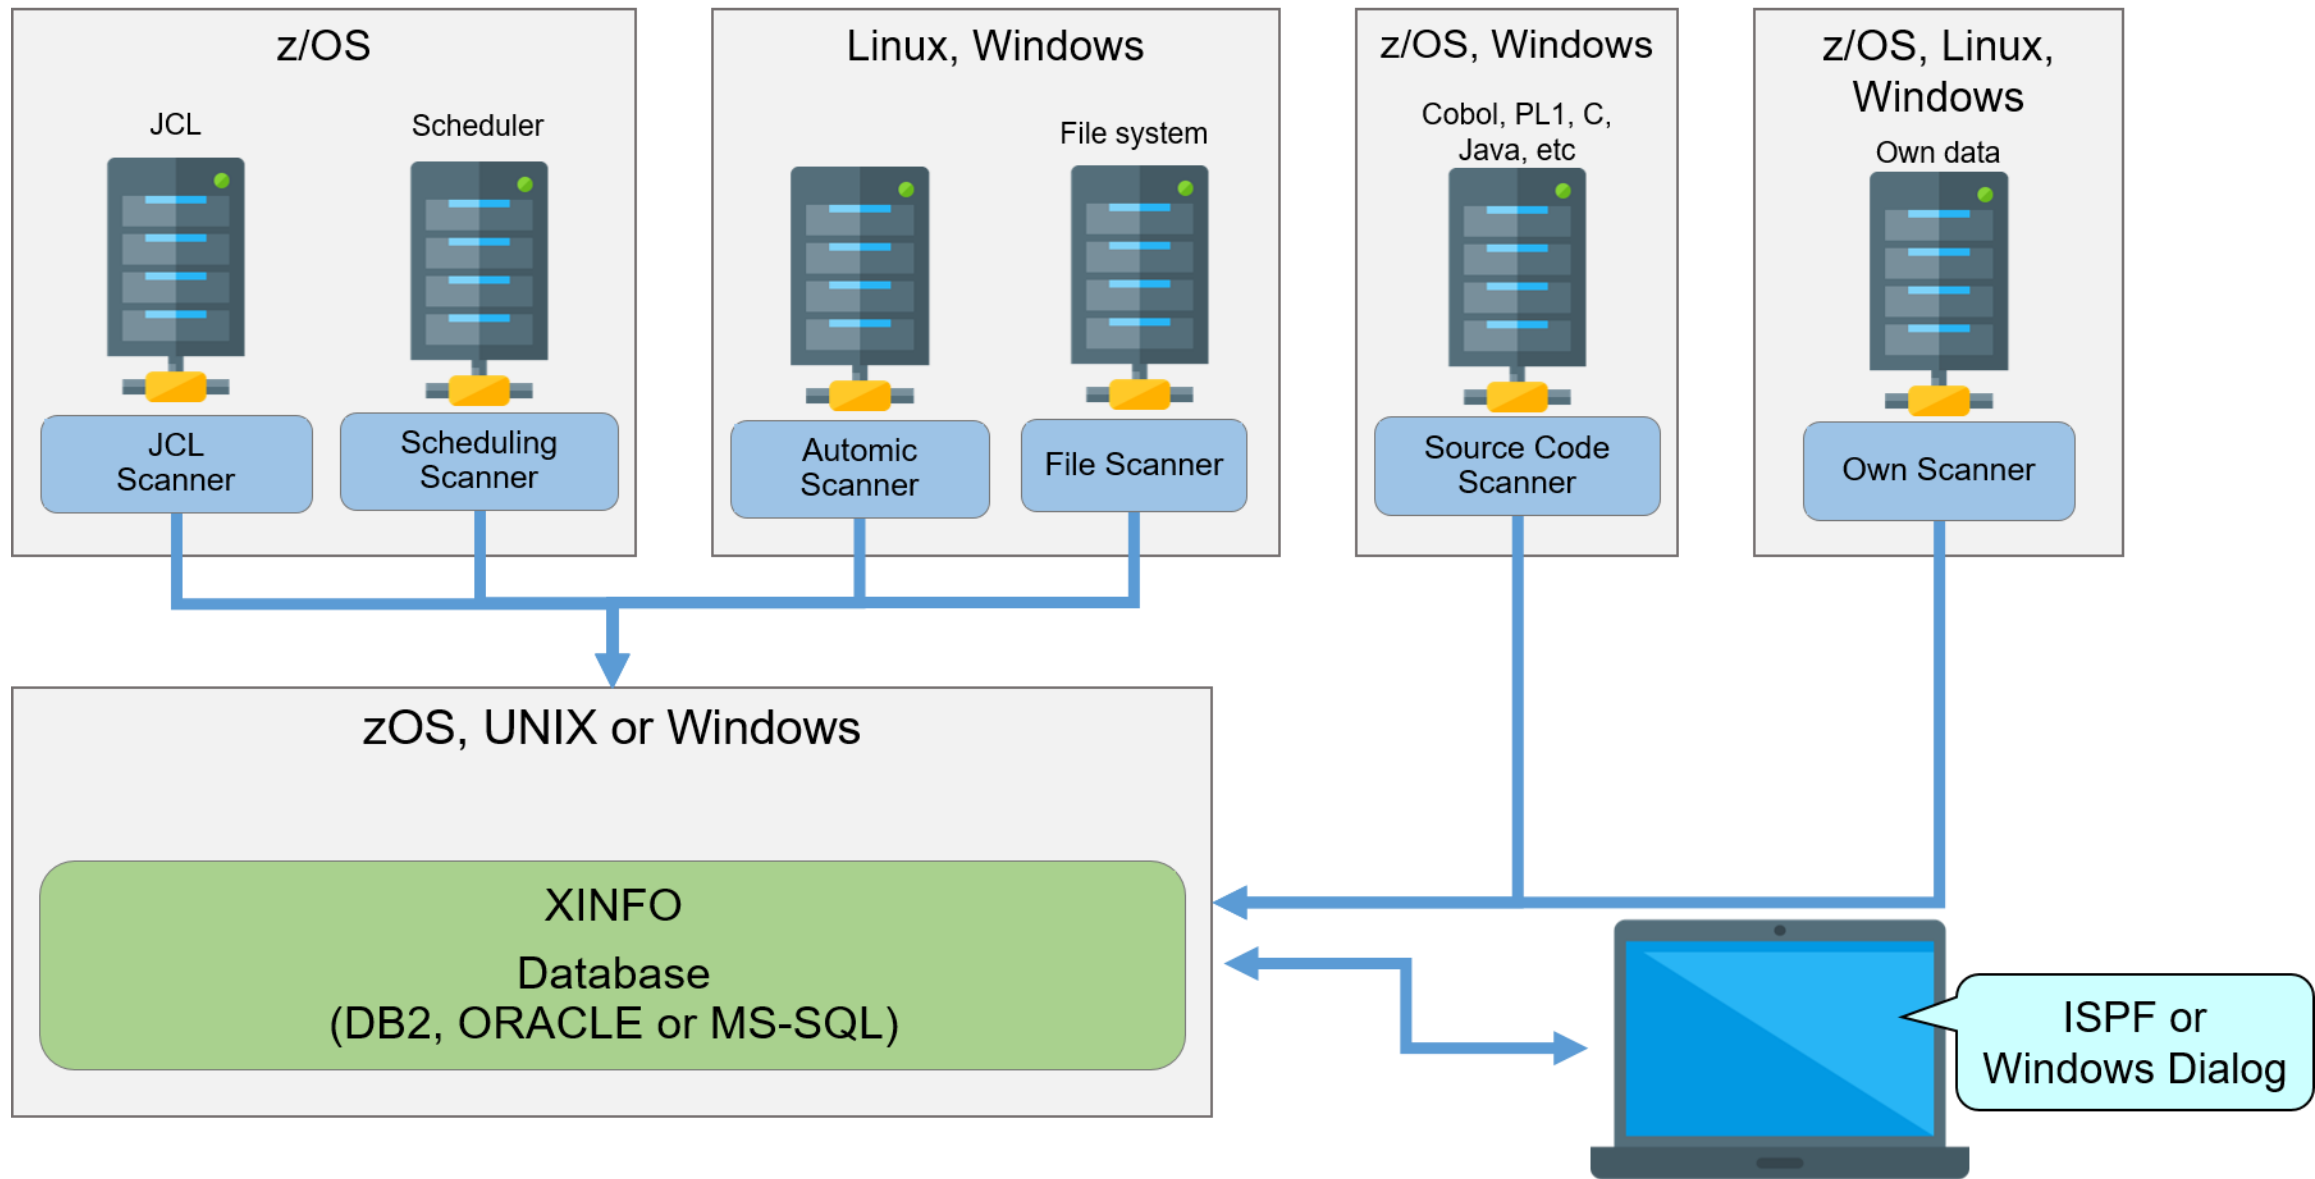 z/OS
JCL
Scheduler
JCL
Scanner
Scheduling
Scanner
Linux, Windows
File system
Automic
Scanner
File Scanner
z/OS, Windows
Cobol, PL1, C,
Java, etc
Source Code
Scanner
z/OS, Linux,
Windows
Own data
Own Scanner
zOS, UNIX or Windows
XINFO
Database
(DB2, ORACLE or MS-SQL)
ISPF or
Windows Dialog